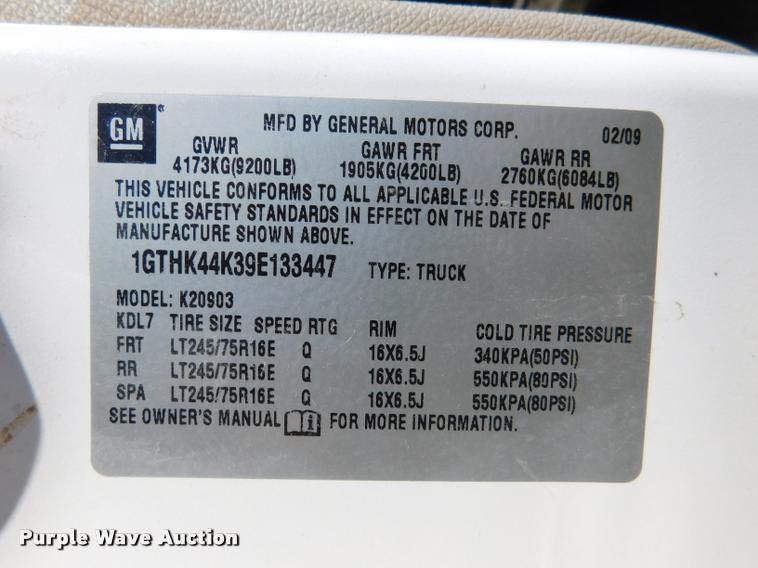 GM
MFD BY GENERAL MOTORS CORP. 02/09
GVWR GAWR FRT GAWR RR
4173KG(9200LB) 1905KG(4200LB) 2760KG(6084LB)
THIS VEHICLE CONFORMS TO ALL APPLICABLE U.S. FEDERAL MOTOR
VEHICLE SAFETY STANDARDS IN EFFECT ON THE DATE OF
MANUFACTURE SHOWN ABOVE.
1GTHK44K39E133447 TYPE: TRUCK
MODEL: K20903
KDL7 TIRE SIZE SPEED RTG RIM COLD TIRE PRESSURE
FRT LT245/75R16E Q 16X6.5J 340KPA(50PSI)
RR LT245/75R16E Q 16X6.5J 550KPA(80PSI)
SPA LT245/75R16E Q 16X6.5J 550KPA(80PSI)
SEE OWNER'S MANUAL i FOR MORE INFORMATION.
Purple Wave Auction